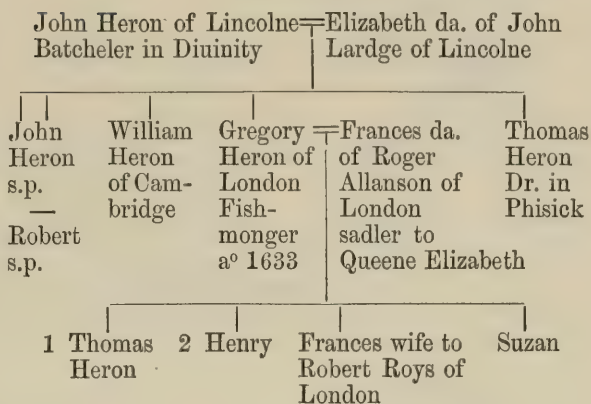 John Heron of Lincolne=Elizabeth da. of John
Batcheler in Diuinity Lardge of Lincolne
John Heron s.p.
—
Robert s.p.
William
Heron
of Cam-
bridge
Gregory
Heron of
London
Fish-
monger
aº 1633
=Frances da.
of Roger
Allanson of
London
sadler to
Queene Elizabeth
Thomas
Heron
Dr. in
Phisick
1 Thomas
Heron
2 Henry
Frances wife to
Robert Roys of
London
Suzan